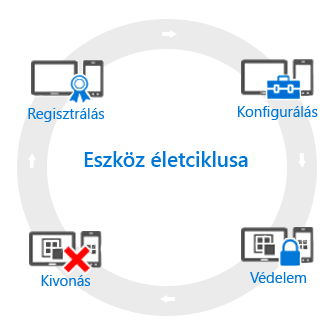 Regisztrálás
Konfigurálás
Eszköz életciklusa
Kivonás
Védelem